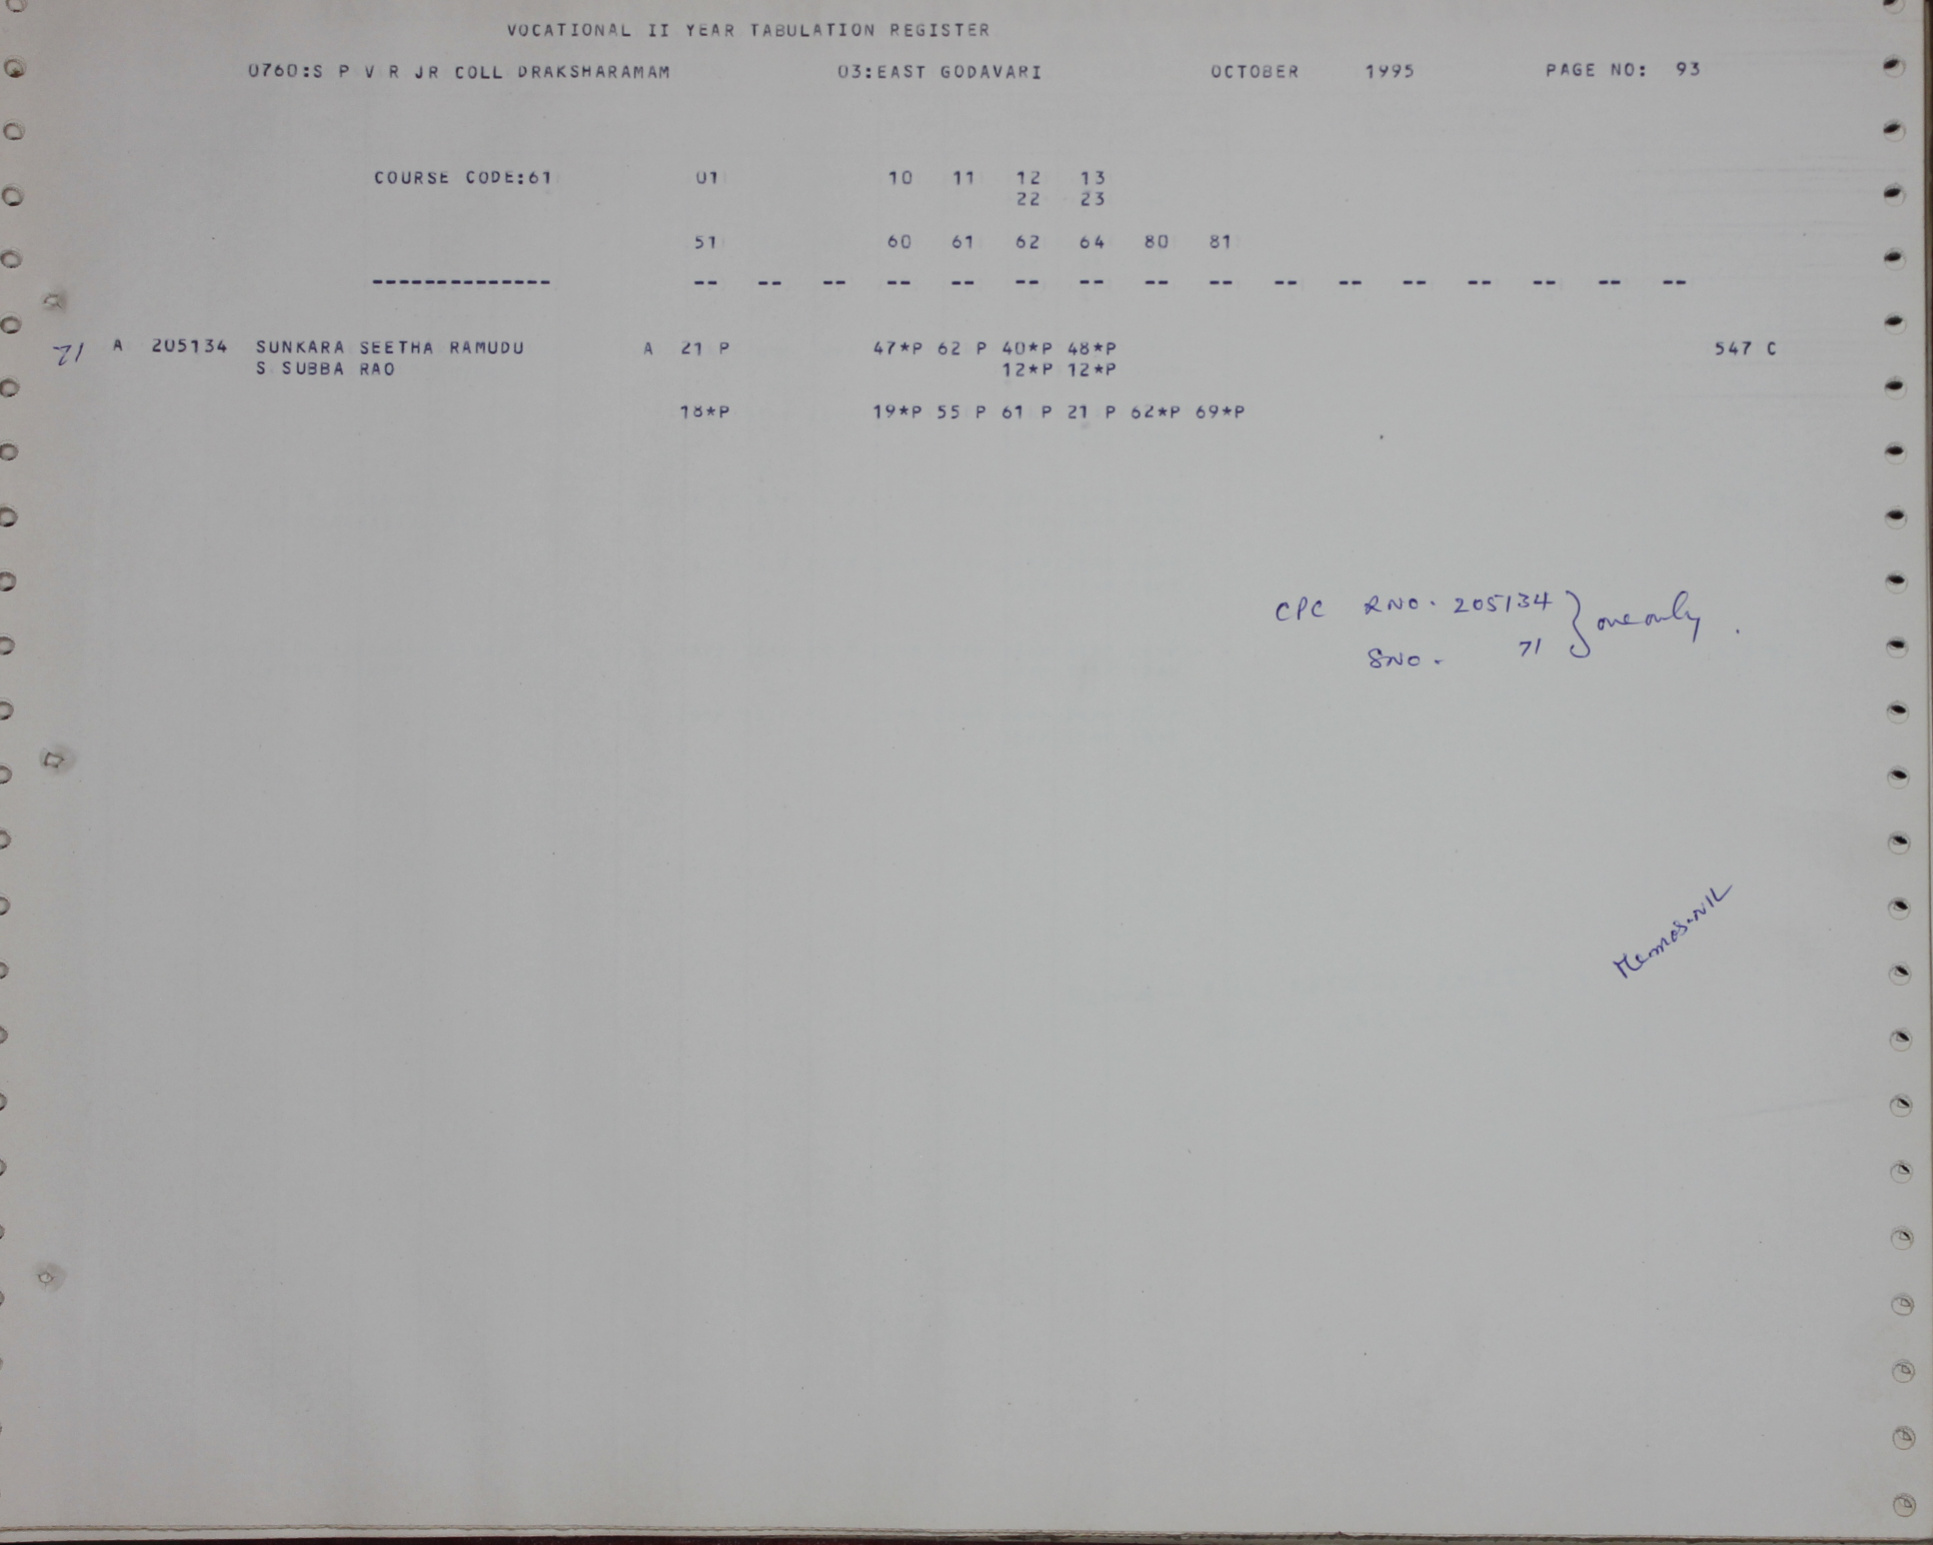 VOCATIONAL II YEAR TABULATION REGISTER
0760:S P V R JR COLL DRAKSHARAMAM 03:EAST GODAVARI OCTOBER 1995 PAGE NO: 93
COURSE CODE:61 01 10 11 12 13
22 23
51 60 61 62 64 80 81
-------------- -- -- -- -- -- -- -- -- -- -- -- -- -- -- -- --
71 A 205134 SUNKARA SEETHA RAMUDU A 21 P 47*P 62 P 40*P 48*P 547 C
S SUBBA RAO 12*P 12*P
18*P 19*P 55 P 61 P 21 P 62*P 69*P
CPC RNO. 205134 } one only.
SNO. 71
Memos-NIL